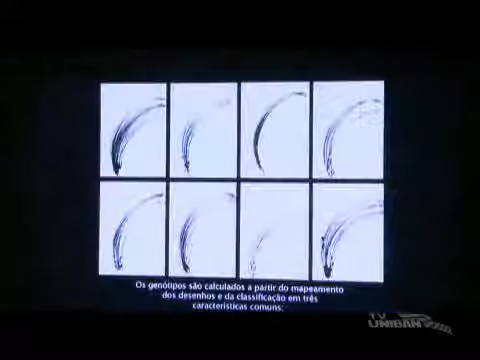 Os genótipos são calculados a partir do mapeamento
dos desenhos e da classificação em três
características comuns:
TV
UNIBAN